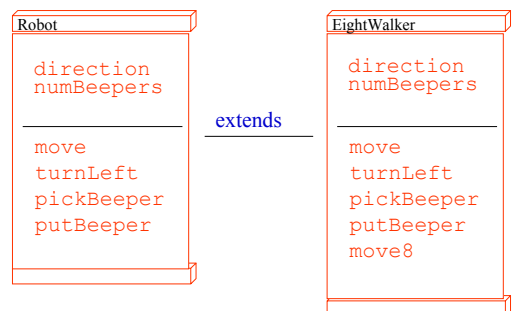 Robot
direction
numBeepers
move
turnLeft
pickBeeper
putBeeper
extends
EightWalker
direction
numBeepers
move
turnLeft
pickBeeper
putBeeper
move8